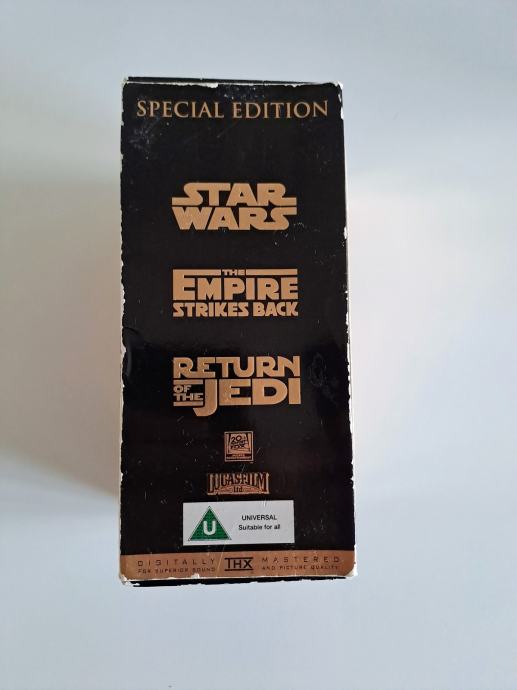 SPECIAL EDITION
STAR
WARS
THE
EMPIRE
STRIKES BACK
RETURN
OF THE JEDI
20th
CENTURY
FOX
LUCASFILM
Ltd
U
UNIVERSAL
Suitable for all
DIGITALLY THX MASTERED
FOR SUPERIOR SOUND AND PICTURE QUALITY